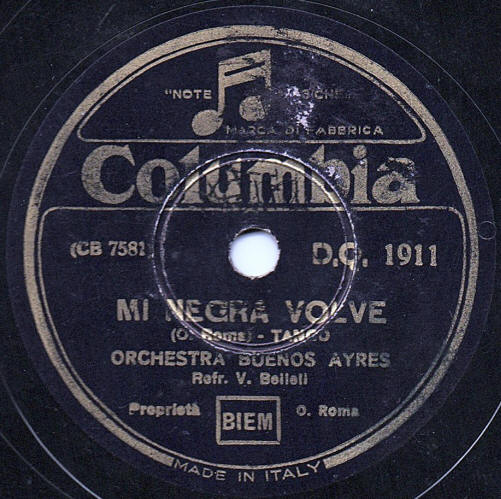 "NOTE
MARCA DI FABBRICA
Columbia
(CB 7581) D.Q. 1911
MI NEGRA VOLVE
(O. Roma) - TANGO
ORCHESTRA BUENOS AYRES
Refr. V. Belleli
Proprietà BIEM O. Roma
MADE IN ITALY